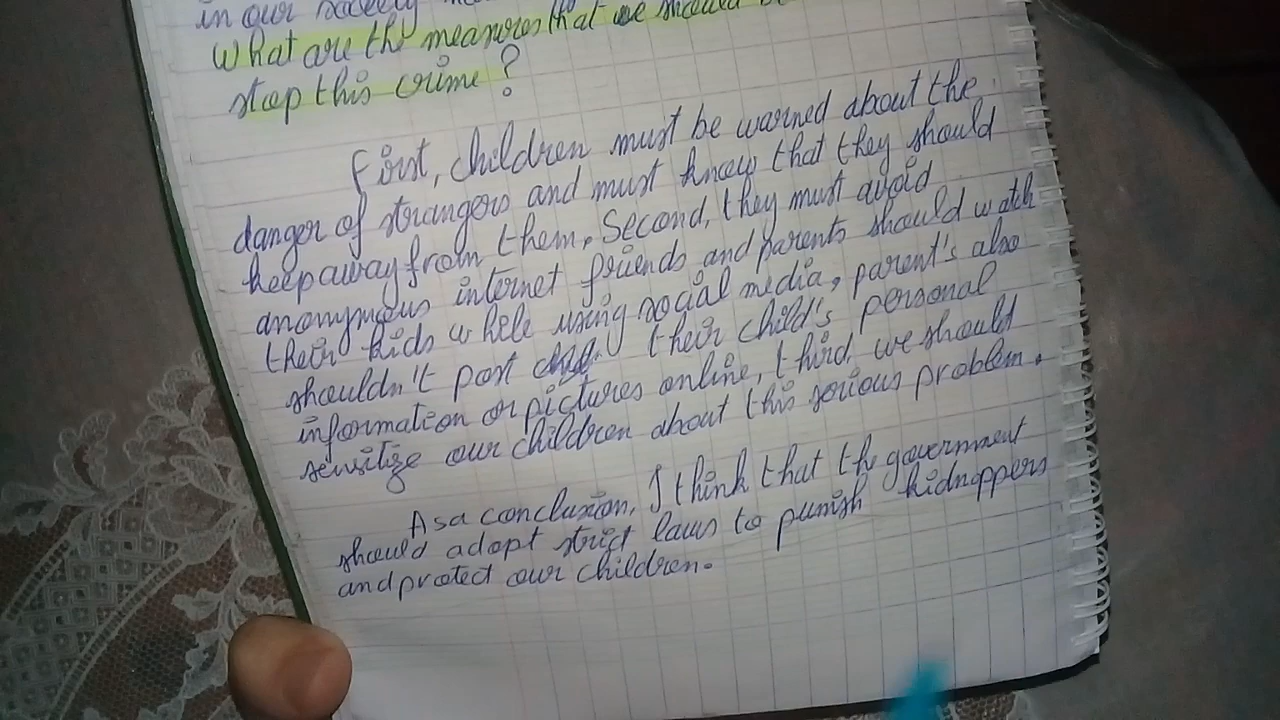 in our society
What are the measures that we should
stop this crime ?
First, children must be warned about the
danger of strangers and must know that they should
keep away from them. Second, they must avoid
anonymous internet friends and parents should watch
their kids while using social media, parent's also
shouldn't post their child's personal
information or pictures online, third, we should
sensitize our children about this serious problem.
As a conclusion, I think that the government
should adopt strict laws to punish kidnappers
and protect our children.